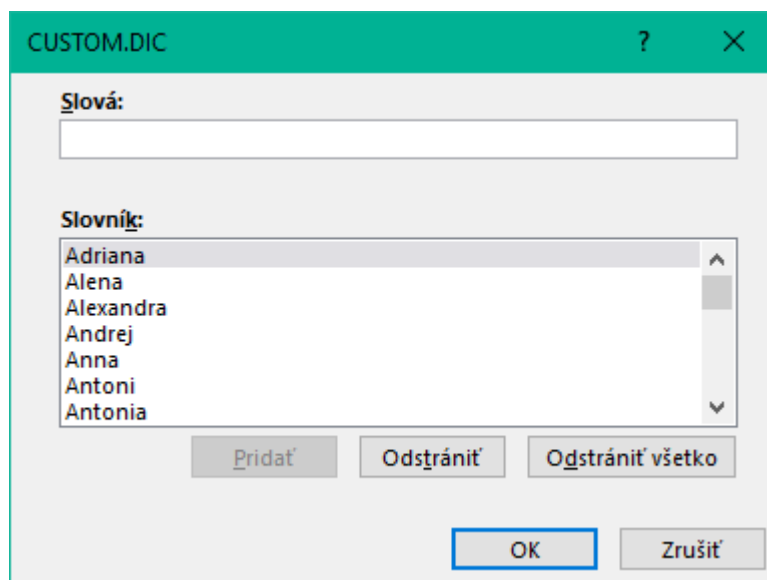 CUSTOM.DIC ?
Slová:
Slovník:
Adriana
Alena
Alexandra
Andrej
Anna
Antoni
Antonia
Pridať Odstrániť Odstrániť všetko
OK Zrušiť